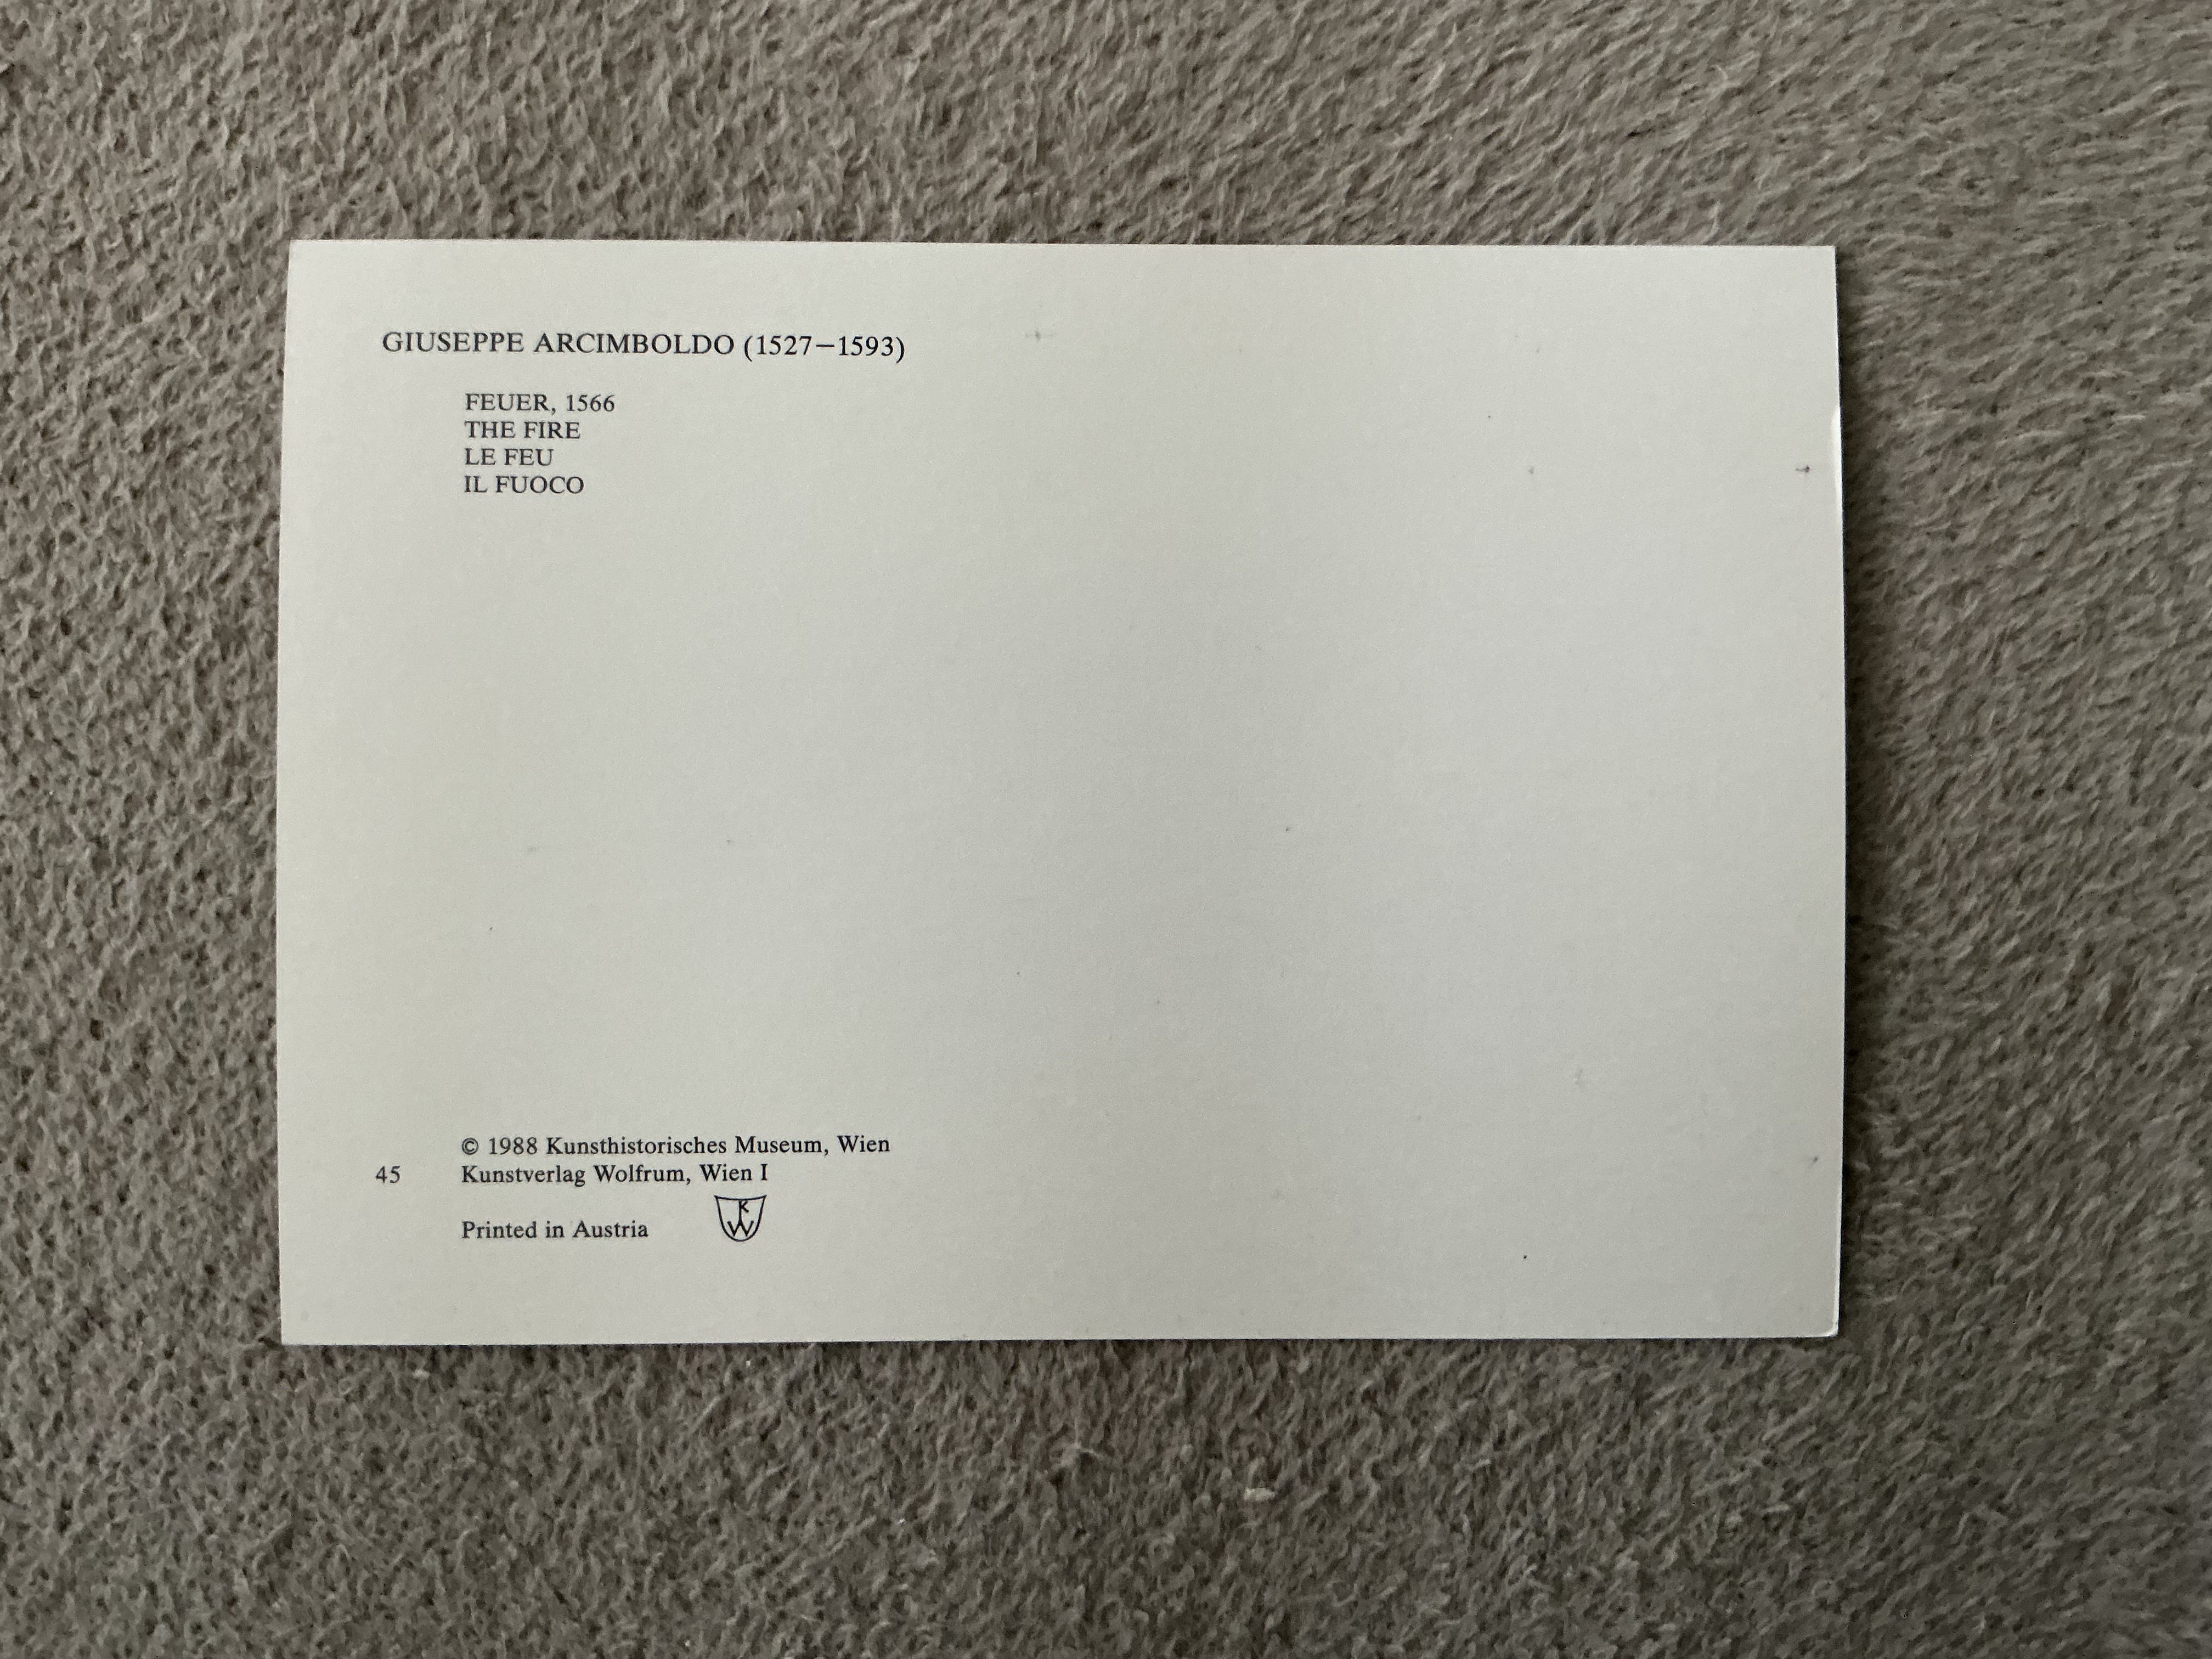 GIUSEPPE ARCIMBOLDO (1527–1593)
FEUER, 1566
THE FIRE
LE FEU
IL FUOCO
© 1988 Kunsthistorisches Museum, Wien
45 Kunstverlag Wolfrum, Wien I
Printed in Austria
KW